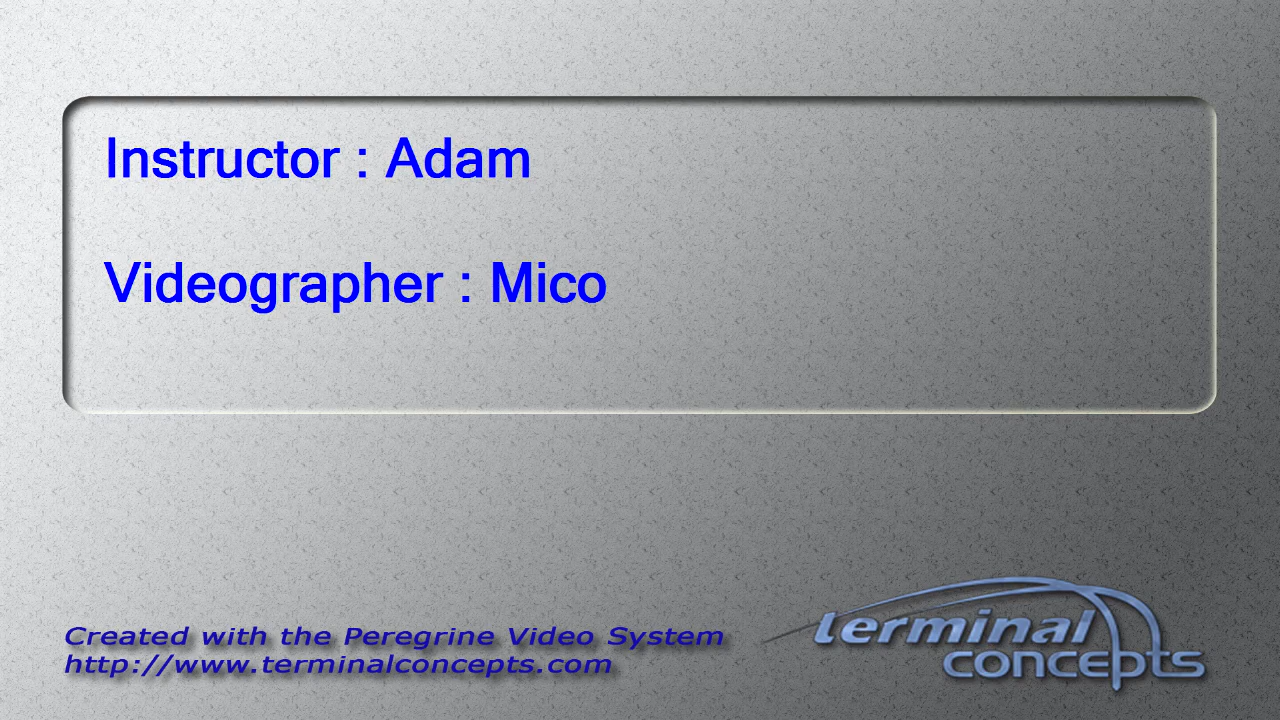 Instructor : Adam
Videographer : Mico
Created with the Peregrine Video System
http://www.terminalconcepts.com
terminal
concepts